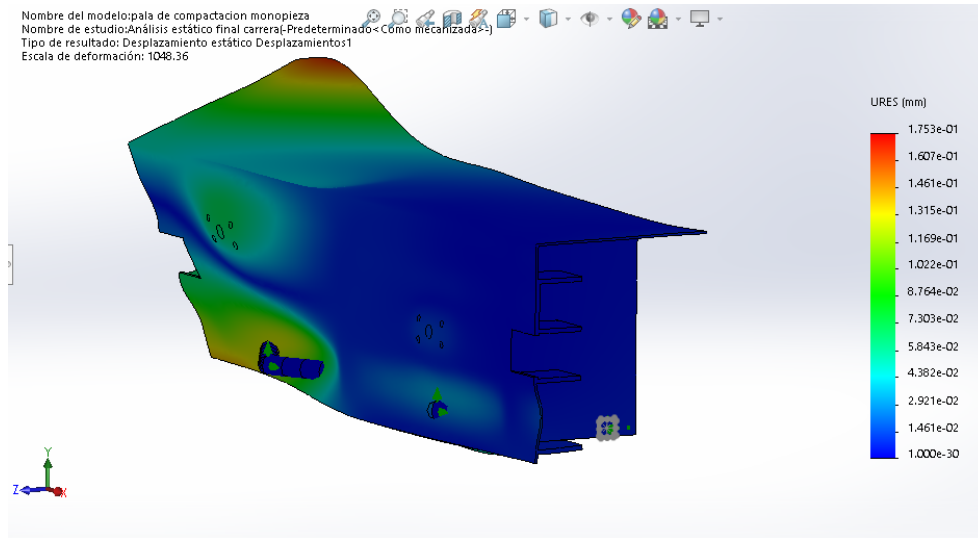 Nombre del modelo:pala de compactacion monopieza
Nombre de estudio:Análisis estático final carrera(-Predeterminado<Como mecanizada>-)
Tipo de resultado: Desplazamiento estático Desplazamientos1
Escala de deformación: 1048.36
URES (mm)
1.753e-01
1.607e-01
1.461e-01
1.315e-01
1.169e-01
1.022e-01
8.764e-02
7.303e-02
5.843e-02
4.382e-02
2.921e-02
1.461e-02
1.000e-30
Y
Z
X